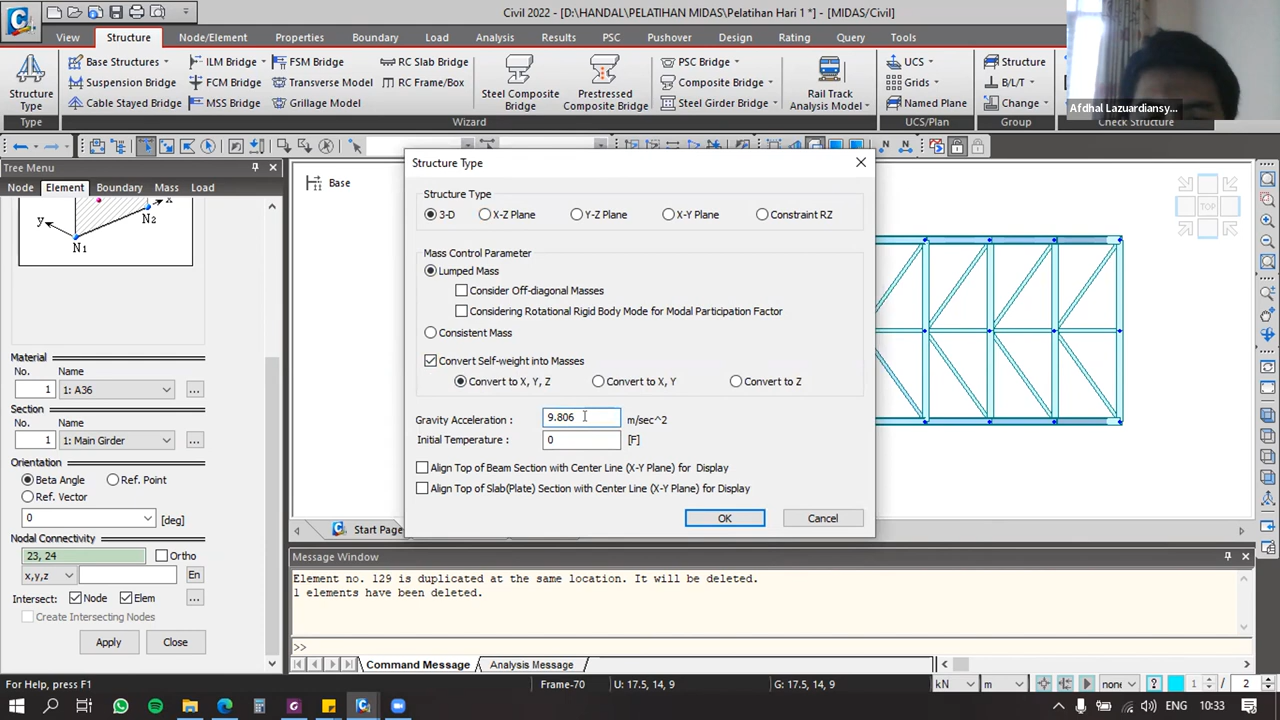 Civil 2022 - [D:\HANDAL\PELATIHAN MIDAS\Pelatihan Hari 1 *] - [MIDAS/Civil]
View Structure Node/Element Properties Boundary Load Analysis Results PSC Pushover Design Rating Query Tools
Structure Type
Base Structures
Suspension Bridge
Cable Stayed Bridge
ILM Bridge
FCM Bridge
MSS Bridge
FSM Bridge
Transverse Model
Grillage Model
RC Slab Bridge
RC Frame/Box
Steel Composite Bridge
Prestressed Composite Bridge
PSC Bridge
Composite Bridge
Steel Girder Bridge
Rail Track Analysis Model
UCS
Grids
Named Plane
Structure
B/L/T
Change
Afdhal Lazuardiansy...
Type Wizard UCS/Plan Group Check Structure
Tree Menu
Node Element Boundary Mass Load
y
x
N1
N2
Material
No. Name
1 1: A36
Section
No. Name
1 1: Main Girder
Orientation
Beta Angle Ref. Point
Ref. Vector
0 [deg]
Nodal Connectivity
23, 24 Ortho
x,y,z En
Intersect: Node Elem
Create Intersecting Nodes
Apply Close
Base
TOP
Start Page
Structure Type
Structure Type
3-D X-Z Plane Y-Z Plane X-Y Plane Constraint RZ
Mass Control Parameter
Lumped Mass
Consider Off-diagonal Masses
Considering Rotational Rigid Body Mode for Modal Participation Factor
Consistent Mass
Convert Self-weight into Masses
Convert to X, Y, Z Convert to X, Y Convert to Z
Gravity Acceleration : 9.806 m/sec^2
Initial Temperature : 0 [F]
Align Top of Beam Section with Center Line (X-Y Plane) for Display
Align Top of Slab(Plate) Section with Center Line (X-Y Plane) for Display
OK Cancel
Message Window
Element no. 129 is duplicated at the same location. It will be deleted.
1 elements have been deleted.
>>
Command Message Analysis Message
For Help, press F1 Frame-70 U: 17.5, 14, 9 G: 17.5, 14, 9 kN m none ? 1 / 2
ENG 10:33